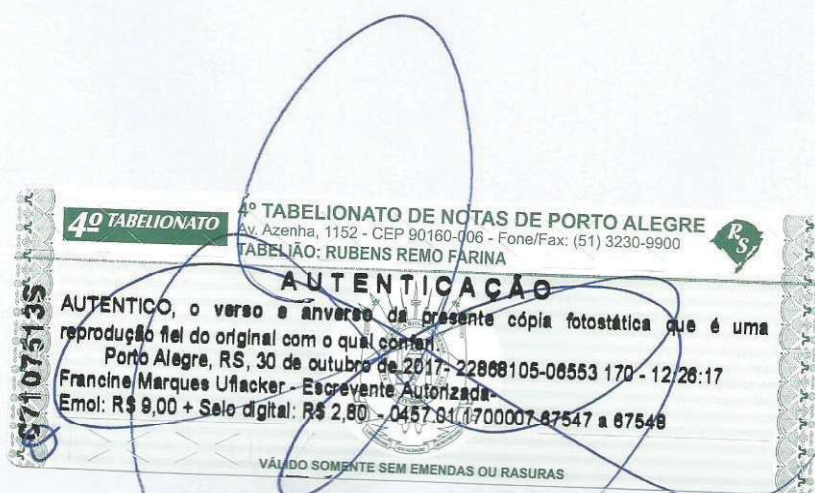 4º TABELIONATO
4º TABELIONATO DE NOTAS DE PORTO ALEGRE
Av. Azenha, 1152 - CEP 90160-006 - Fone/Fax: (51) 3230-9900
TABELIÃO: RUBENS REMO FARINA
RS
AUTENTICAÇÃO
AUTENTICO, o verso e anverso da presente cópia fotostática que é uma
reprodução fiel do original com o qual conferi.
Porto Alegre, RS, 30 de outubro de 2017- 22868105-06553 170 - 12:26:17
Francine Marques Uflacker - Escrevente Autorizada-
Emol: R$ 9,00 + Selo digital: R$ 2,80 - 0457.01.1700007.67547 a 67548
VÁLIDO SOMENTE SEM EMENDAS OU RASURAS